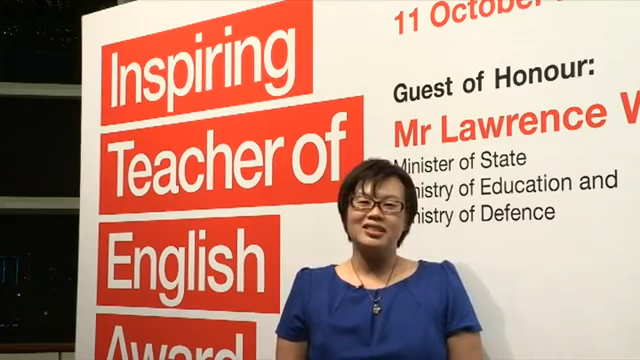 Inspiring
Teacher of
English
Award
11 October
Guest of Honour:
Mr Lawrence
Minister of State
Ministry of Education and
Ministry of Defence